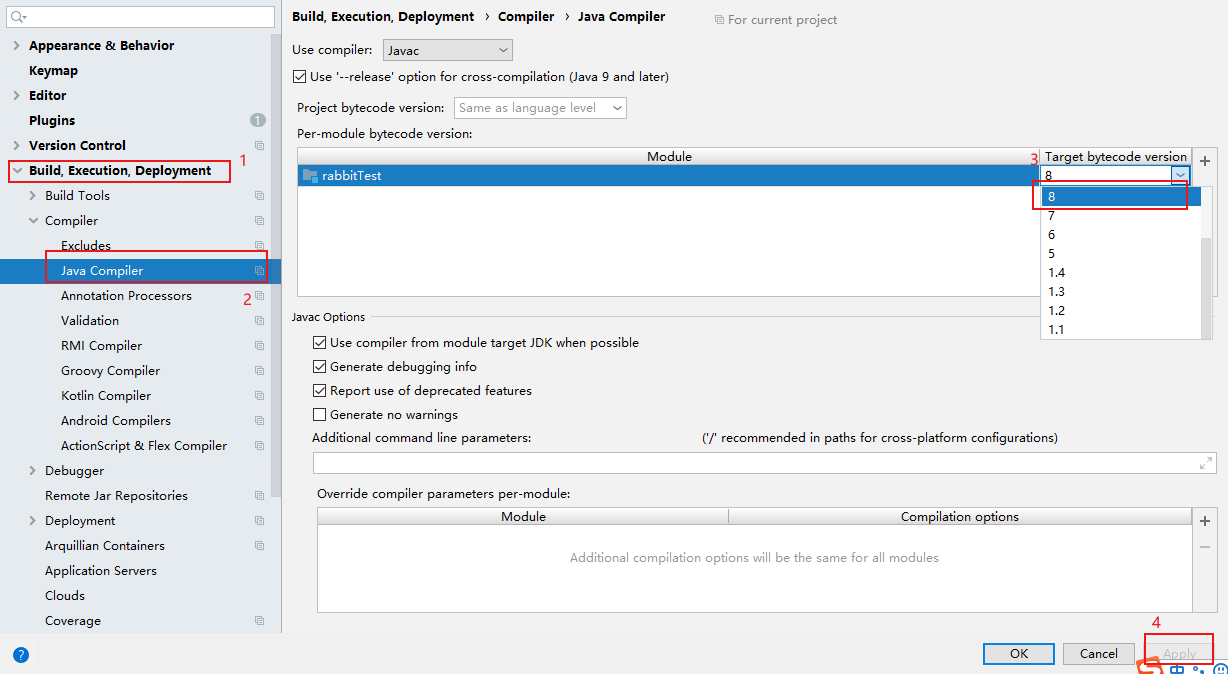 Build, Execution, Deployment › Compiler › Java Compiler For current project
Appearance & Behavior
Keymap
Editor
Plugins 1
Version Control
Build, Execution, Deployment 1
Build Tools
Compiler
Excludes
Java Compiler
Annotation Processors 2
Validation
RMI Compiler
Groovy Compiler
Kotlin Compiler
Android Compilers
ActionScript & Flex Compiler
Debugger
Remote Jar Repositories
Deployment
Arquillian Containers
Application Servers
Clouds
Coverage
?
Use compiler: Javac
Use '--release' option for cross-compilation (Java 9 and later)
Project bytecode version: Same as language level
Per-module bytecode version:
Module 3 Target bytecode version +
rabbitTest 8
8
7
6
5
1.4
1.3
1.2
1.1
Javac Options
Use compiler from module target JDK when possible
Generate debugging info
Report use of deprecated features
Generate no warnings
Additional command line parameters: ('/' recommended in paths for cross-platform configurations)
Override compiler parameters per-module:
Module Compilation options +
Additional compilation options will be the same for all modules −
4
OK Cancel Apply
S 中